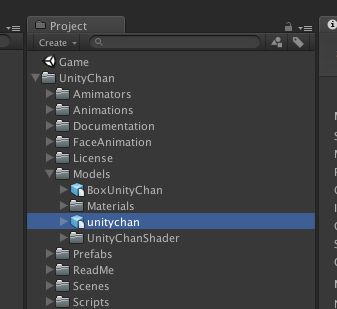 Project
Create
Game
UnityChan
Amimators
Animations
Documentation
FaceAnimation
License
Models
BoxUnityChan
Materials
unitychan
UnityChanShader
Prefabs
ReadMe
Scenes
Scripts